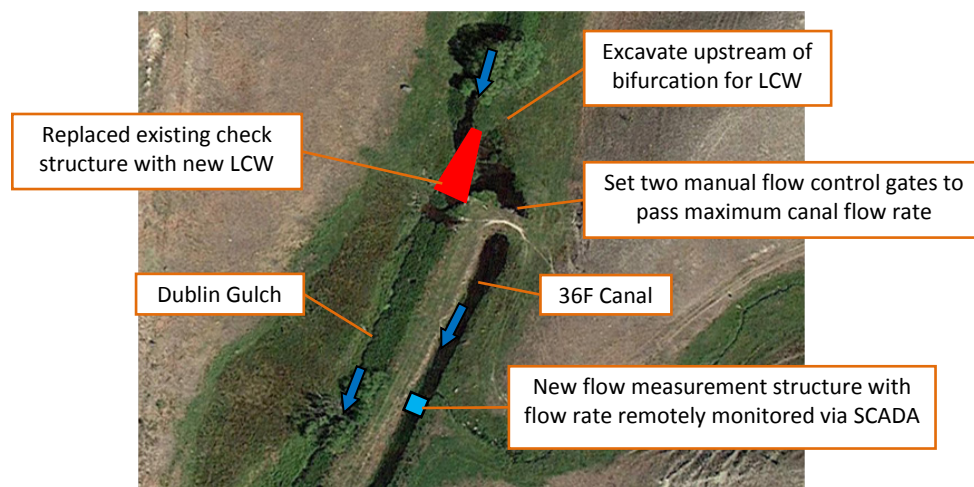 Excavate upstream of
bifurcation for LCW
Replaced existing check
structure with new LCW
Set two manual flow control gates to
pass maximum canal flow rate
Dublin Gulch
36F Canal
New flow measurement structure with
flow rate remotely monitored via SCADA